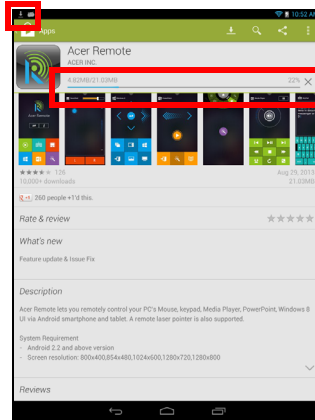 10:52 AM
Apps
Acer Remote
ACER INC.
4.82MB/21.03MB
22%
126
10,000+ downloads
Aug 29, 2013
21.03MB
260 people +1'd this.
Rate & review
What's new
Feature update & Issue Fix
Description
Acer Remote lets you remotely control your PC's Mouse, keypad, Media Player, PowerPoint, Windows 8
UI via Android smartphone and tablet. A remote laser pointer is also supported.
System Requirement
- Android 2.2 and above version
- Screen resolution: 800x400,854x480,1024x600,1280x720,1280x800
Reviews